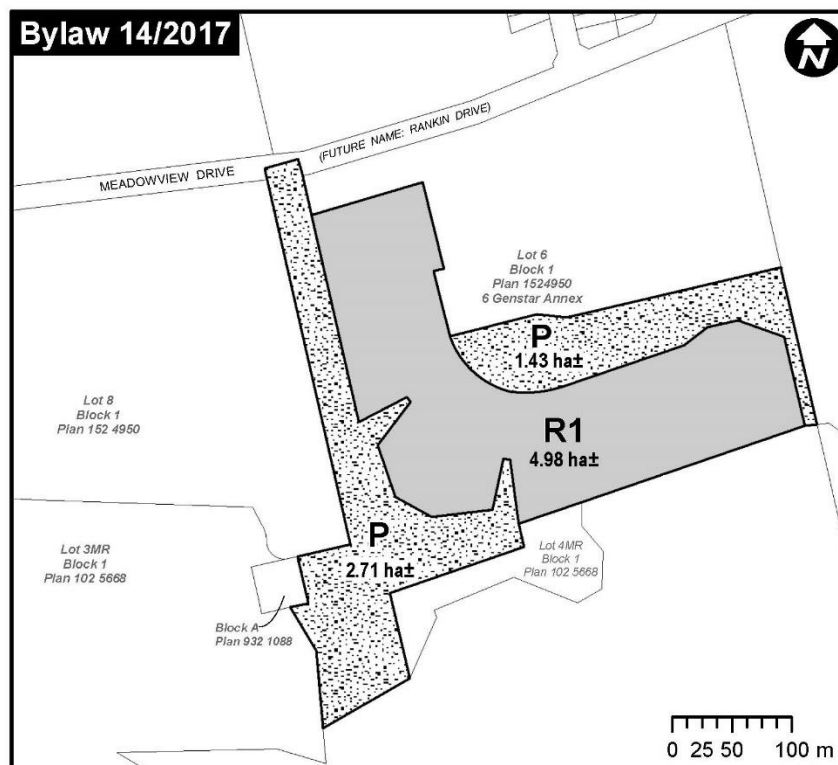 Bylaw 14/2017
N
(FUTURE NAME: RANKIN DRIVE)
MEADOWVIEW DRIVE
Lot 6
Block 1
Plan 1524950
6 Genstar Annex
P
1.43 ha±
Lot 8
Block 1
Plan 152 4950
R1
4.98 ha±
P
2.71 ha±
Lot 3MR
Block 1
Plan 102 5668
Lot 4MR
Block 1
Plan 102 5668
Block A
Plan 932 1088
0 25 50 100 m